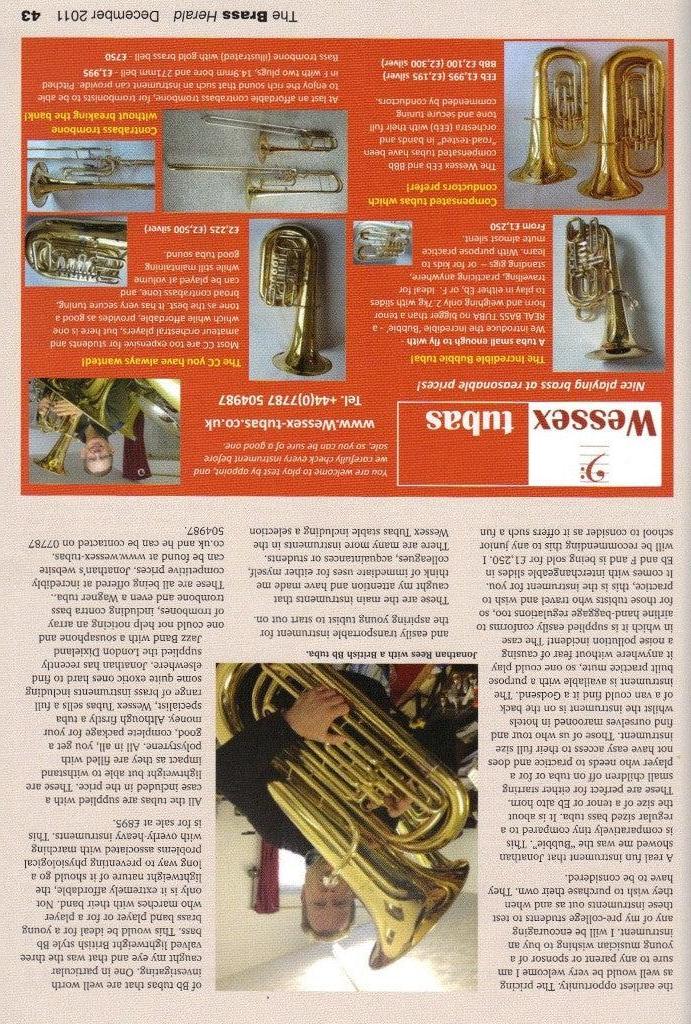 the earliest opportunity. The pricing
as well would be very welcome I am
sure to any parent or sponsor of a
young musician wishing to buy an
instrument. I will be encouraging
any of my pre-college students to test
these instruments out as and when
they wish to purchase their own. They
have to be considered.
A real fun instrument that Jonathan
showed me was the "Bubble". This
is comparatively tiny compared to a
regular sized bass tuba. It is about
the size of a tenor or Eb alto horn.
These are perfect for either starting
small children off on tuba or for a
player who needs to practice and does
not have easy access to their full size
instrument. Those of us who tour and
find ourselves marooned in hotels
whilst the instrument is on the back
of a van could find it a Godsend. The
instrument is available with a purpose
built practice mute, so one could play
it anywhere without fear of causing
a noise pollution incident! The case
in which it is supplied easily conforms to
airline hand-baggage regulations too, so
for those tubists who travel and wish to
practice, this is the instrument for you.
It comes with interchangeable slides in
Eb and F and is being sold for £1,250. I
will be recommending this to any junior
school to consider as it offers such a fun
Jonathan Rees with a British Bb tuba.
and easily transportable instrument for
the aspiring young tubist to start out on.
These are the main instruments that
caught my attention and have made me
think of immediate uses for either myself,
colleagues, acquaintances or students.
There are many more instruments in the
Wessex Tubas stable including a selection
of Bb tubas that are well worth
investigating. One in particular
caught my eye and that was the three
valved lightweight British style Bb
bass. This would be ideal for a young
brass band player or for a player
who marches with their band. Not
only is it extremely affordable, the
lightweight nature of it should go a
long way to preventing physiological
problems associated with marching
with overly-heavy instruments. This
is for sale at £895.
All the tubas are supplied with a
case included in the price. These are
lightweight but able to withstand
impact as they are filled with
polystyrene. All in all, you get a
good, complete package for your
money. Although firstly a tuba
specialist, Wessex Tubas sells a full
range of brass instruments including
some quite exotic ones hard to find
elsewhere. Jonathan has recently
supplied the London Dixieland
Jazz Band with a sousaphone and
one could not help noticing an array
of trombones, including contra bass
trombone and even a Wagner tuba..
These are all being offered at incredibly
competitive prices. Jonathan's website
can be found at www.wessex-tubas.
co.uk and he can be contacted on 07787
504987.
Wessex tubas
Nice playing brass at reasonable prices!
You are welcome to play test by appoint, and
we carefully check every instrument before
sale, so you can be sure of a good one.
www.Wessex-tubas.co.uk
Tel. +44(0)7787 504987
The Incredible Bubble tuba!
A tuba small enough to fly with -
We introduce the incredible 'Bubble', - a
REAL BASS TUBA no bigger than a tenor
horn and weighing only 2.7kg with slides
to play in either Eb, or F. Ideal for
traveling, practicing anywhere,
standing gigs – or for kids to
learn. With purpose practice
mute almost silent.
From £1,250
The CC you have always wanted!
Most CC are too expensive for students and
amateur orchestral players, but here is one
which while affordable, provides as good a
tone as the best. It has very secure tuning,
broad contrabass tone, and
can be played at volume
while still maintaining
good tuba sound.
£2,225 (£2,500 silver)
Compensated tubas which
conductors prefer!
The Wessex EEb and BBb
compensated tubas have been
"road-tested" in bands and
orchestra (EEb) with their full
tone and secure tuning
commended by conductors.
EEb £1,995 (£2,195 silver)
BBb £2,100 (£2,300 silver)
Contrabass trombone
without breaking the bank!
At last an affordable contrabass trombone, for trombonists to be able
to enjoy the rich sound that such an instrument can provide. Pitched
in F with two plugs, 14.9mm bore and 271mm bell - £1,995
Bass trombone (illustrated) with gold brass bell - £750
The Brass Herald December 2011 43